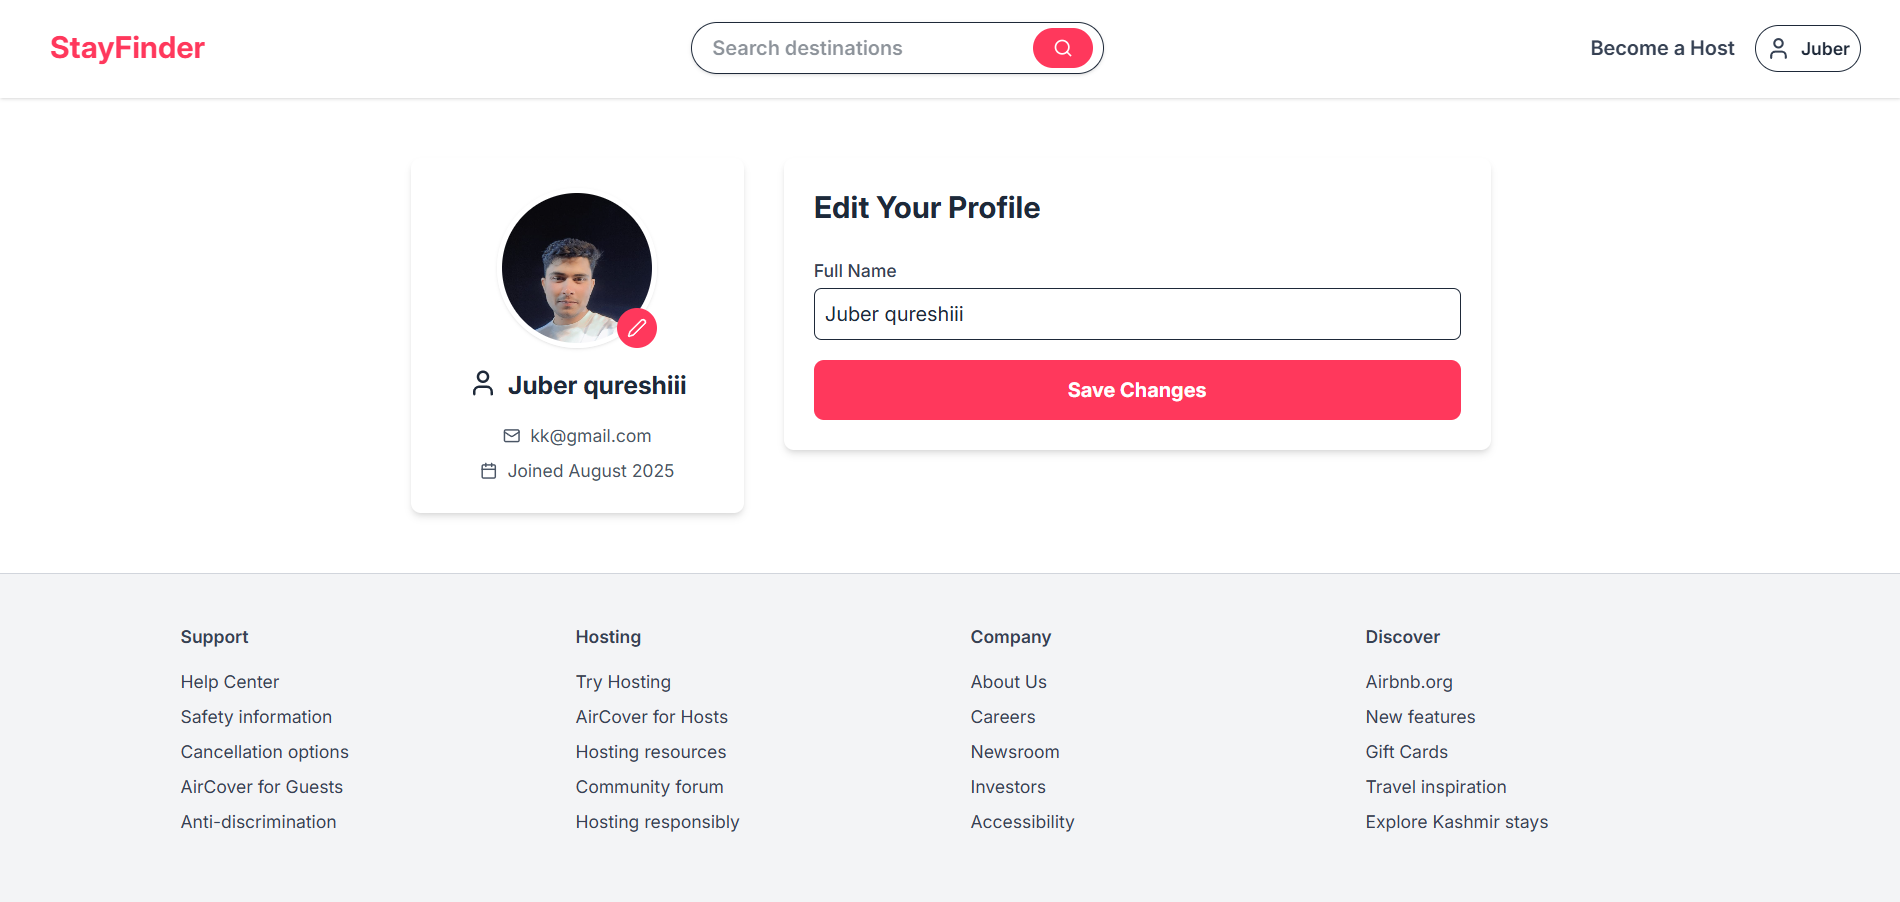 StayFinder
Search destinations
Become a Host
Juber
Juber qureshiii
kk@gmail.com
Joined August 2025
Edit Your Profile
Full Name
Juber qureshiii
Save Changes
Support
Help Center
Safety information
Cancellation options
AirCover for Guests
Anti-discrimination
Hosting
Try Hosting
AirCover for Hosts
Hosting resources
Community forum
Hosting responsibly
Company
About Us
Careers
Newsroom
Investors
Accessibility
Discover
Airbnb.org
New features
Gift Cards
Travel inspiration
Explore Kashmir stays